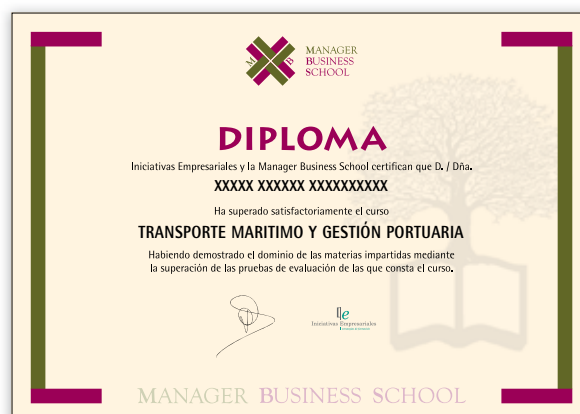 M B
MANAGER
BUSINESS
SCHOOL
DIPLOMA
Iniciativas Empresariales y la Manager Business School certifican que D. / Dña.
XXXXX XXXXXX XXXXXXXXXX
Ha superado satisfactoriamente el curso
TRANSPORTE MARITIMO Y GESTIÓN PORTUARIA
Habiendo demostrado el dominio de las materias impartidas mediante
la superación de las pruebas de evaluación de las que consta el curso.
Iniciativas Empresariales
MANAGER BUSINESS SCHOOL